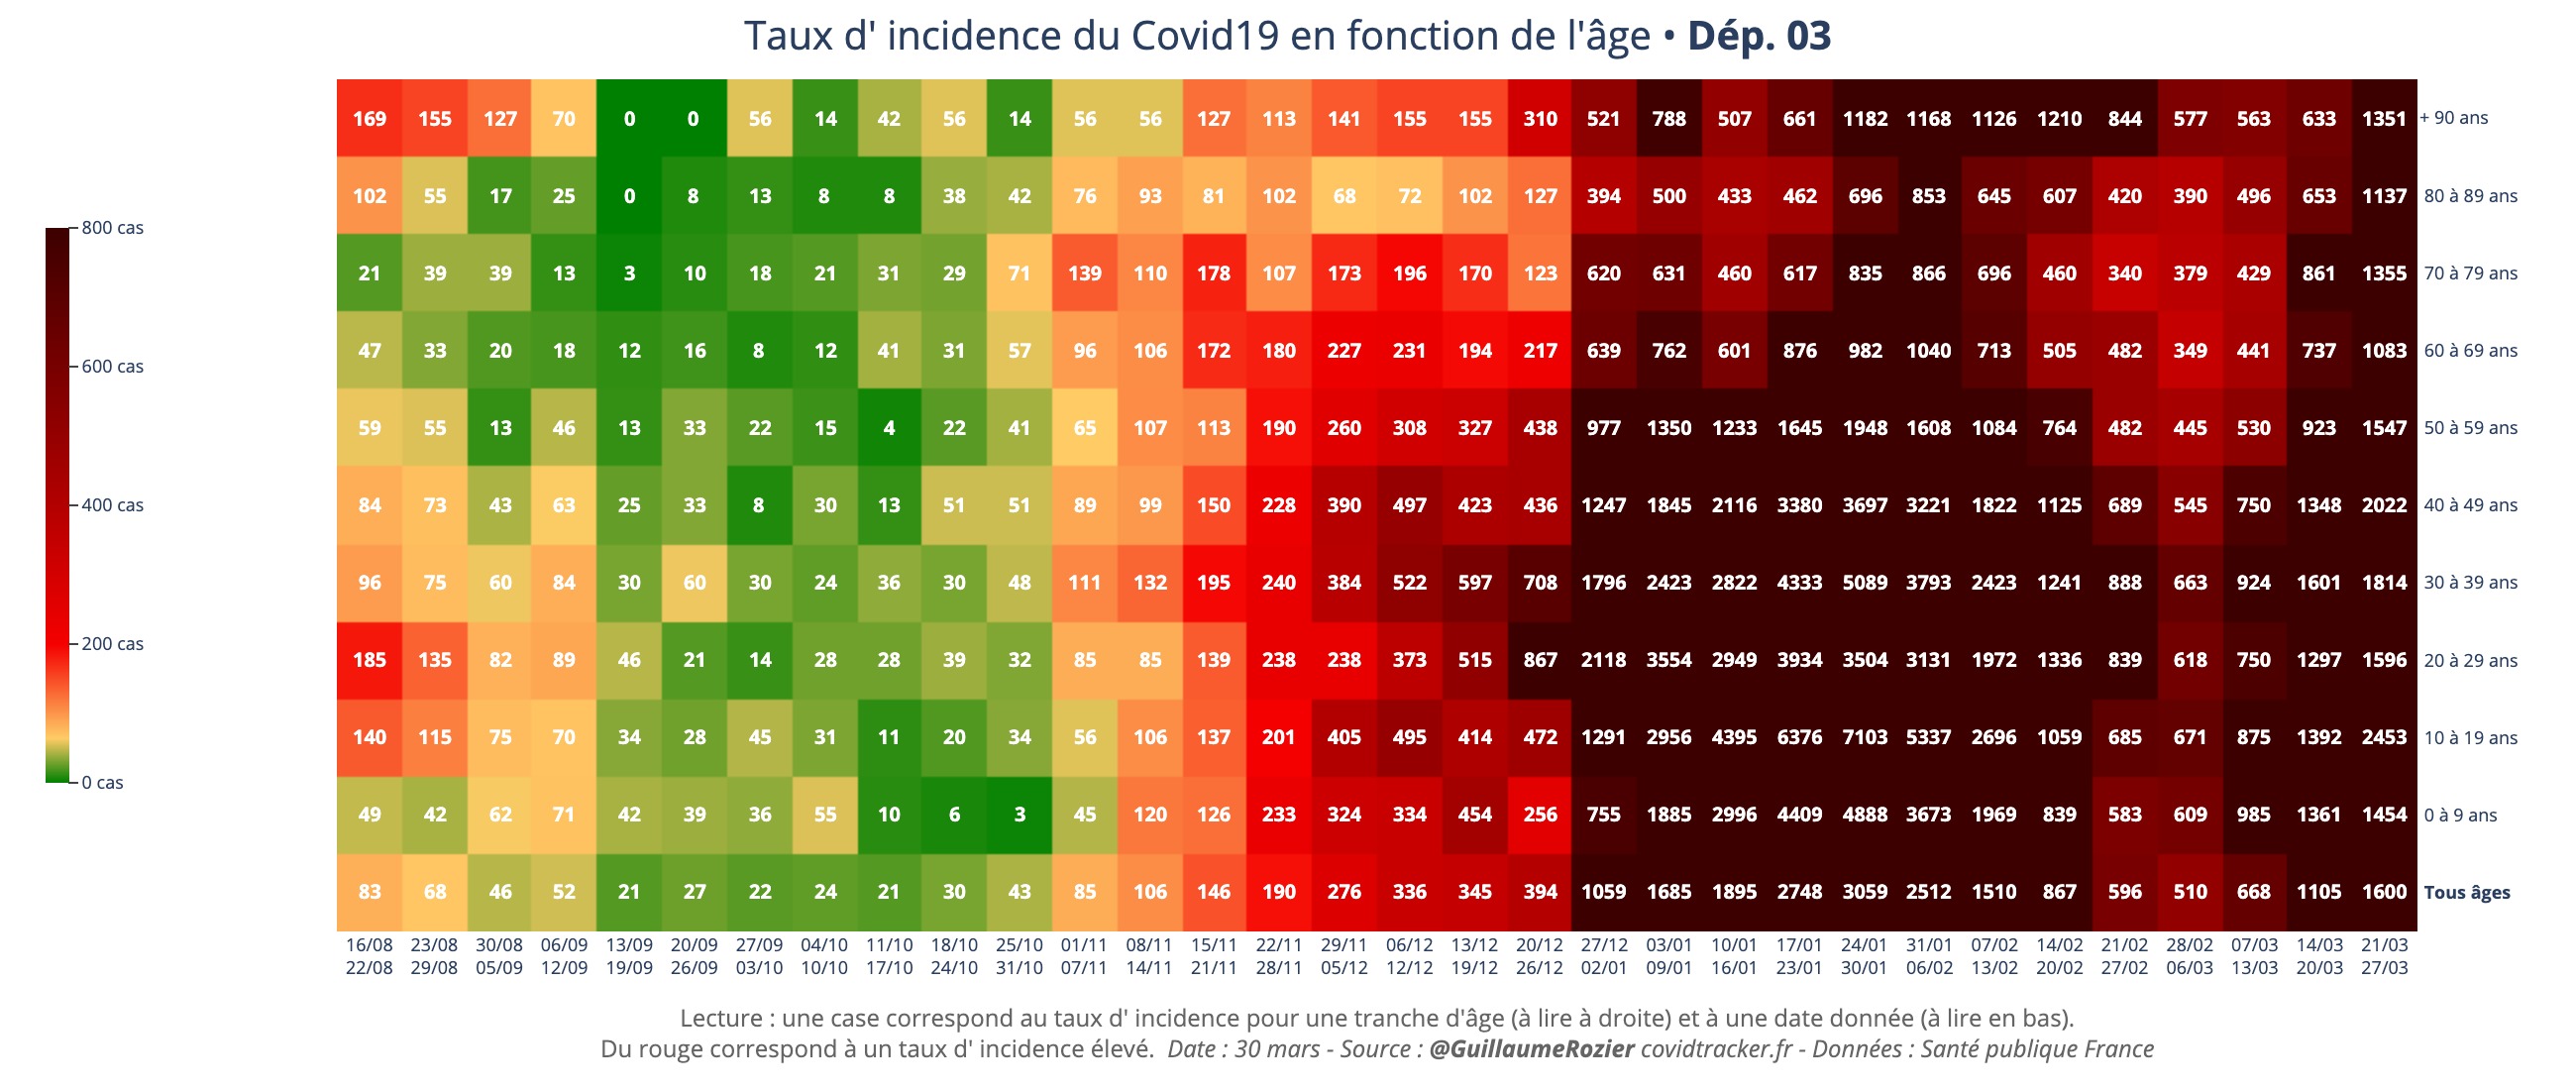 Taux d' incidence du Covid19 en fonction de l'âge • Dép. 03
169 155 127 70 0 0 56 14 42 56 14 56 56 127 113 141 155 155 310 521 788 507 661 1182 1168 1126 1210 844 577 563 633 1351 + 90 ans
102 55 17 25 0 8 13 8 8 38 42 76 93 81 102 68 72 102 127 394 500 433 462 696 853 645 607 420 390 496 653 1137 80 à 89 ans
800 cas
21 39 39 13 3 10 18 21 31 29 71 139 110 178 107 173 196 170 123 620 631 460 617 835 866 696 460 340 379 429 861 1355 70 à 79 ans
47 33 20 18 12 16 8 12 41 31 57 96 106 172 180 227 231 194 217 639 762 601 876 982 1040 713 505 482 349 441 737 1083 60 à 69 ans
600 cas
59 55 13 46 13 33 22 15 4 22 41 65 107 113 190 260 308 327 438 977 1350 1233 1645 1948 1608 1084 764 482 445 530 923 1547 50 à 59 ans
400 cas
84 73 43 63 25 33 8 30 13 51 51 89 99 150 228 390 497 423 436 1247 1845 2116 3380 3697 3221 1822 1125 689 545 750 1348 2022 40 à 49 ans
96 75 60 84 30 60 30 24 36 30 48 111 132 195 240 384 522 597 708 1796 2423 2822 4333 5089 3793 2423 1241 888 663 924 1601 1814 30 à 39 ans
200 cas
185 135 82 89 46 21 14 28 28 39 32 85 85 139 238 238 373 515 867 2118 3554 2949 3934 3504 3131 1972 1336 839 618 750 1297 1596 20 à 29 ans
140 115 75 70 34 28 45 31 11 20 34 56 106 137 201 405 495 414 472 1291 2956 4395 6376 7103 5337 2696 1059 685 671 875 1392 2453 10 à 19 ans
0 cas
49 42 62 71 42 39 36 55 10 6 3 45 120 126 233 324 334 454 256 755 1885 2996 4409 4888 3673 1969 839 583 609 985 1361 1454 0 à 9 ans
83 68 46 52 21 27 22 24 21 30 43 85 106 146 190 276 336 345 394 1059 1685 1895 2748 3059 2512 1510 867 596 510 668 1105 1600 Tous âges
16/08 23/08 30/08 06/09 13/09 20/09 27/09 04/10 11/10 18/10 25/10 01/11 08/11 15/11 22/11 29/11 06/12 13/12 20/12 27/12 03/01 10/01 17/01 24/01 31/01 07/02 14/02 21/02 28/02 07/03 14/03 21/03
22/08 29/08 05/09 12/09 19/09 26/09 03/10 10/10 17/10 24/10 31/10 07/11 14/11 21/11 28/11 05/12 12/12 19/12 26/12 02/01 09/01 16/01 23/01 30/01 06/02 13/02 20/02 27/02 06/03 13/03 20/03 27/03
Lecture : une case correspond au taux d' incidence pour une tranche d'âge (à lire à droite) et à une date donnée (à lire en bas).
Du rouge correspond à un taux d' incidence élevé. Date : 30 mars - Source : @GuillaumeRozier covidtracker.fr - Données : Santé publique France